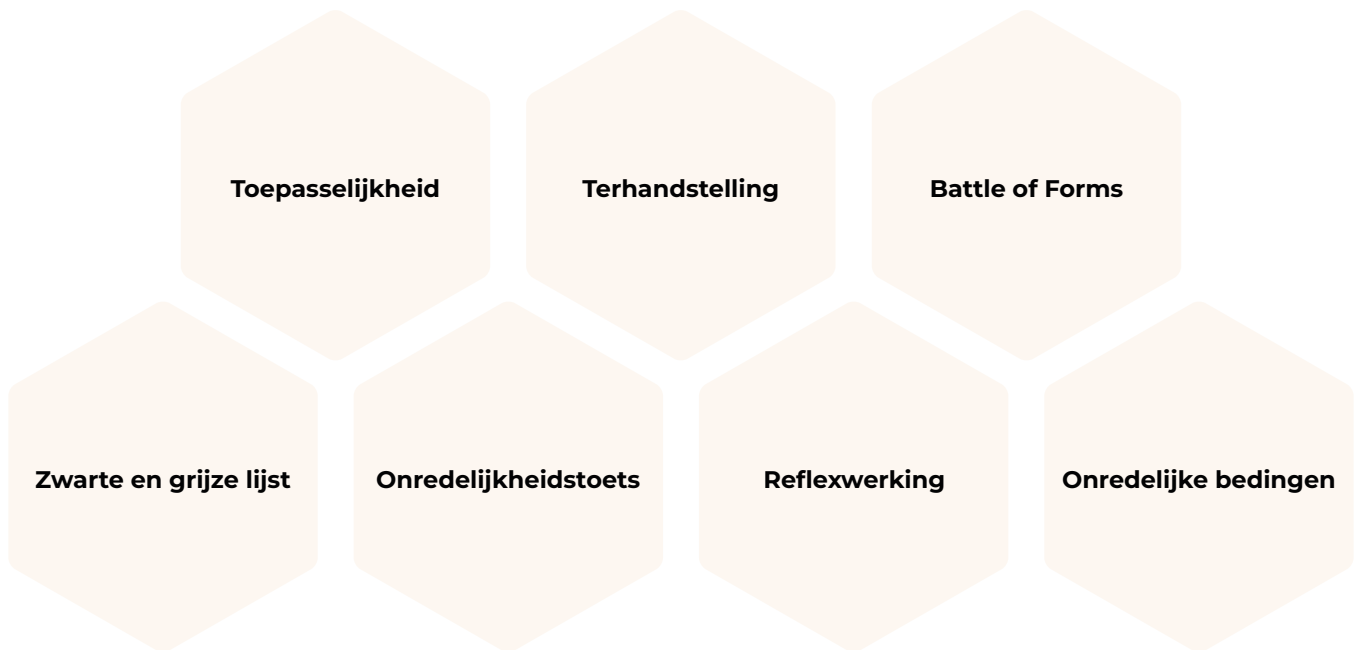 Toepasselijkheid
Terhandstelling
Battle of Forms
Zwarte en grijze lijst
Onredelijkheidstoets
Reflexwerking
Onredelijke bedingen